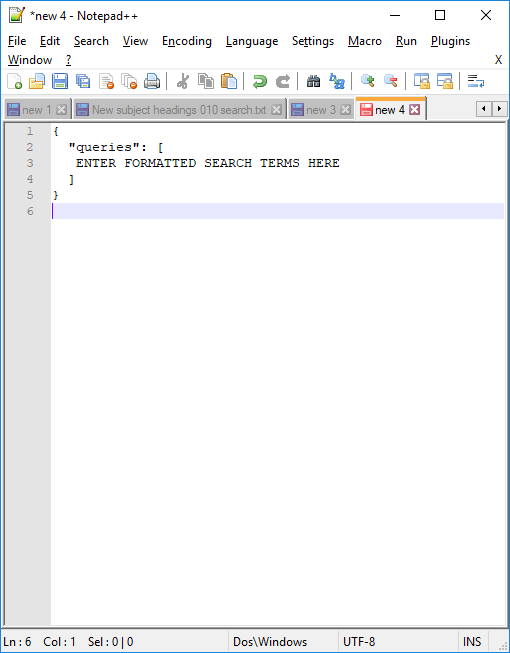 *new 4 - Notepad++
File Edit Search View Encoding Language Settings Macro Run Plugins
Window ? X
new 1 New subject headings 010 search.txt new 3 new 4
1 {
2   "queries": [
3    ENTER FORMATTED SEARCH TERMS HERE
4   ]
5 }
6
Ln : 6 Col : 1 Sel : 0 | 0 Dos\Windows UTF-8 INS